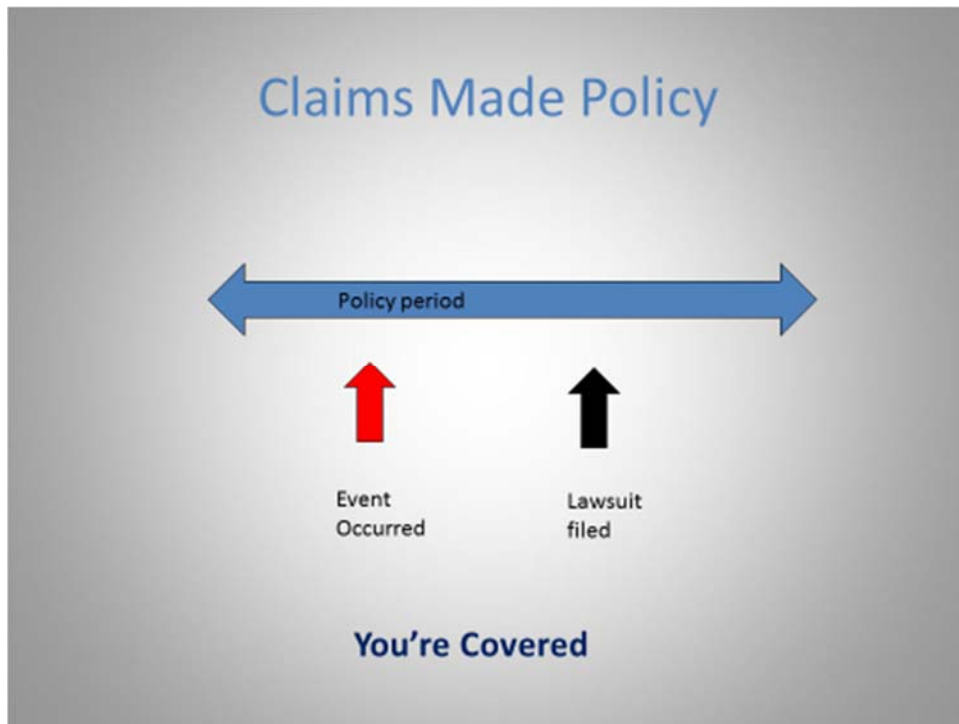 Claims Made Policy
Policy period
Event
Occurred
Lawsuit
filed
You're Covered